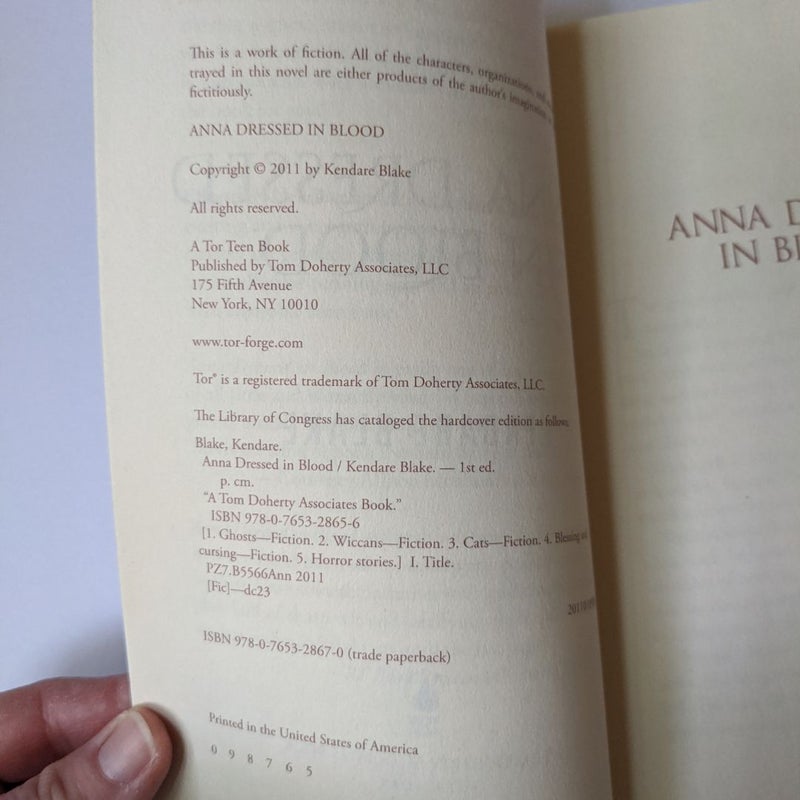 This is a work of fiction. All of the characters, organizations,
trayed in this novel are either products of the author's imagination
fictitiously.
ANNA DRESSED IN BLOOD
Copyright © 2011 by Kendare Blake
All rights reserved.
A Tor Teen Book
Published by Tom Doherty Associates, LLC
175 Fifth Avenue
New York, NY 10010
www.tor-forge.com
Tor® is a registered trademark of Tom Doherty Associates, LLC.
The Library of Congress has cataloged the hardcover edition as follows:
Blake, Kendare.
Anna Dressed in Blood / Kendare Blake. — 1st ed.
p. cm.
"A Tom Doherty Associates Book."
ISBN 978-0-7653-2865-6
[1. Ghosts—Fiction. 2. Wiccans—Fiction. 3. Cats—Fiction. 4. Blessing and
cursing—Fiction. 5. Horror stories.] I. Title.
PZ7.B5566Ann 2011
[Fic]—dc23
ISBN 978-0-7653-2867-0 (trade paperback)
Printed in the United States of America
0 9 8 7 6 5
ANNA D
IN BL